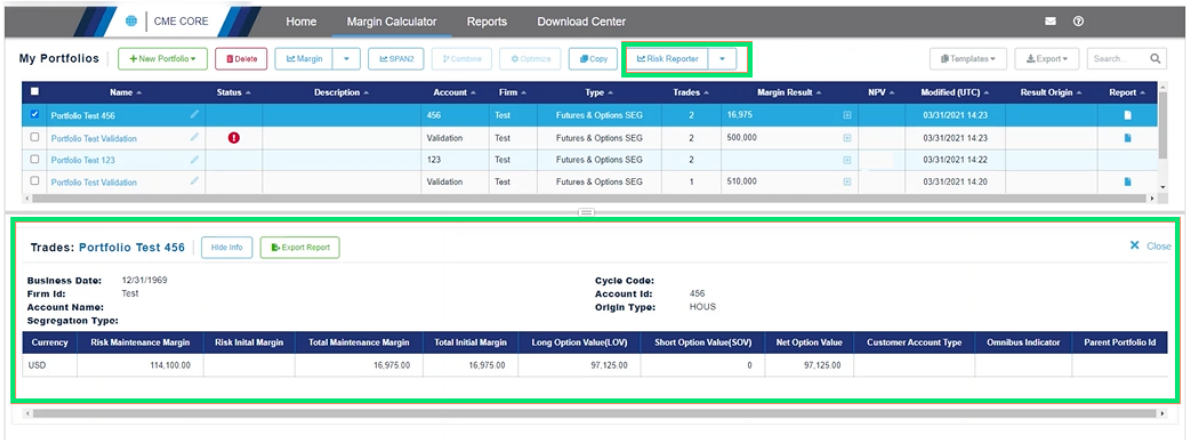 CME CORE Home Margin Calculator Reports Download Center
My Portfolios +New Portfolio Delete Margin SPAN2 Combine Optimize Copy Risk Reporter Templates Export Search...
Name Status Description Account Firm Type Trades Margin Result NPV Modified (UTC) Result Origin Report
Portfolio Test 456 456 Test Futures & Options SEG 2 16,975 03/31/2021 14:23
Portfolio Test Validation Validation Test Futures & Options SEG 2 500,000 03/31/2021 14:23
Portfolio Test 123 123 Test Futures & Options SEG 2 03/31/2021 14:22
Portfolio Test Validation Validation Test Futures & Options SEG 1 510,000 03/31/2021 14:20
Trades: Portfolio Test 456 Hide Info Export Report X Close
Business Date: 12/31/1969 Cycle Code:
Firm Id: Test Account Id: 456
Account Name: Origin Type: HOUS
Segregation Type:
Currency Risk Maintenance Margin Risk Inital Margin Total Maintenance Margin Total Initial Margin Long Option Value(LOV) Short Option Value(SOV) Net Option Value Customer Account Type Omnibus Indicator Parent Portfolio Id
USD 114,100.00 16,975.00 16,975.00 97,125.00 0 97,125.00